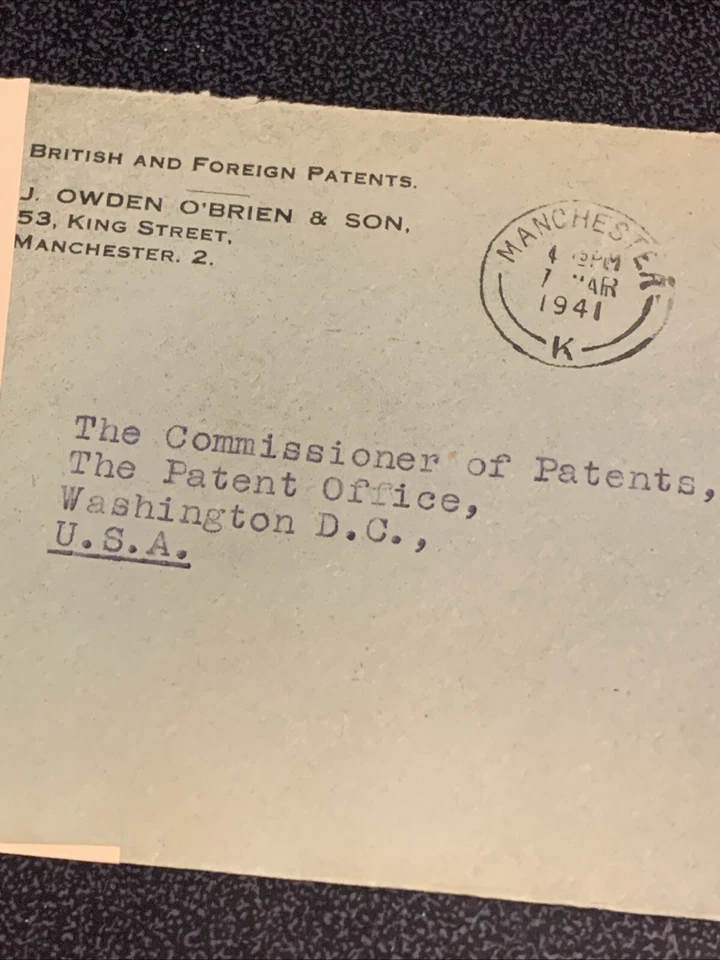 BRITISH AND FOREIGN PATENTS.
J. OWDEN O'BRIEN & SON,
53, KING STREET,
MANCHESTER. 2.
MANCHESTER
PM
1941
K
The Commissioner of Patents,
The Patent Office,
Washington D.C.,
U.S.A.